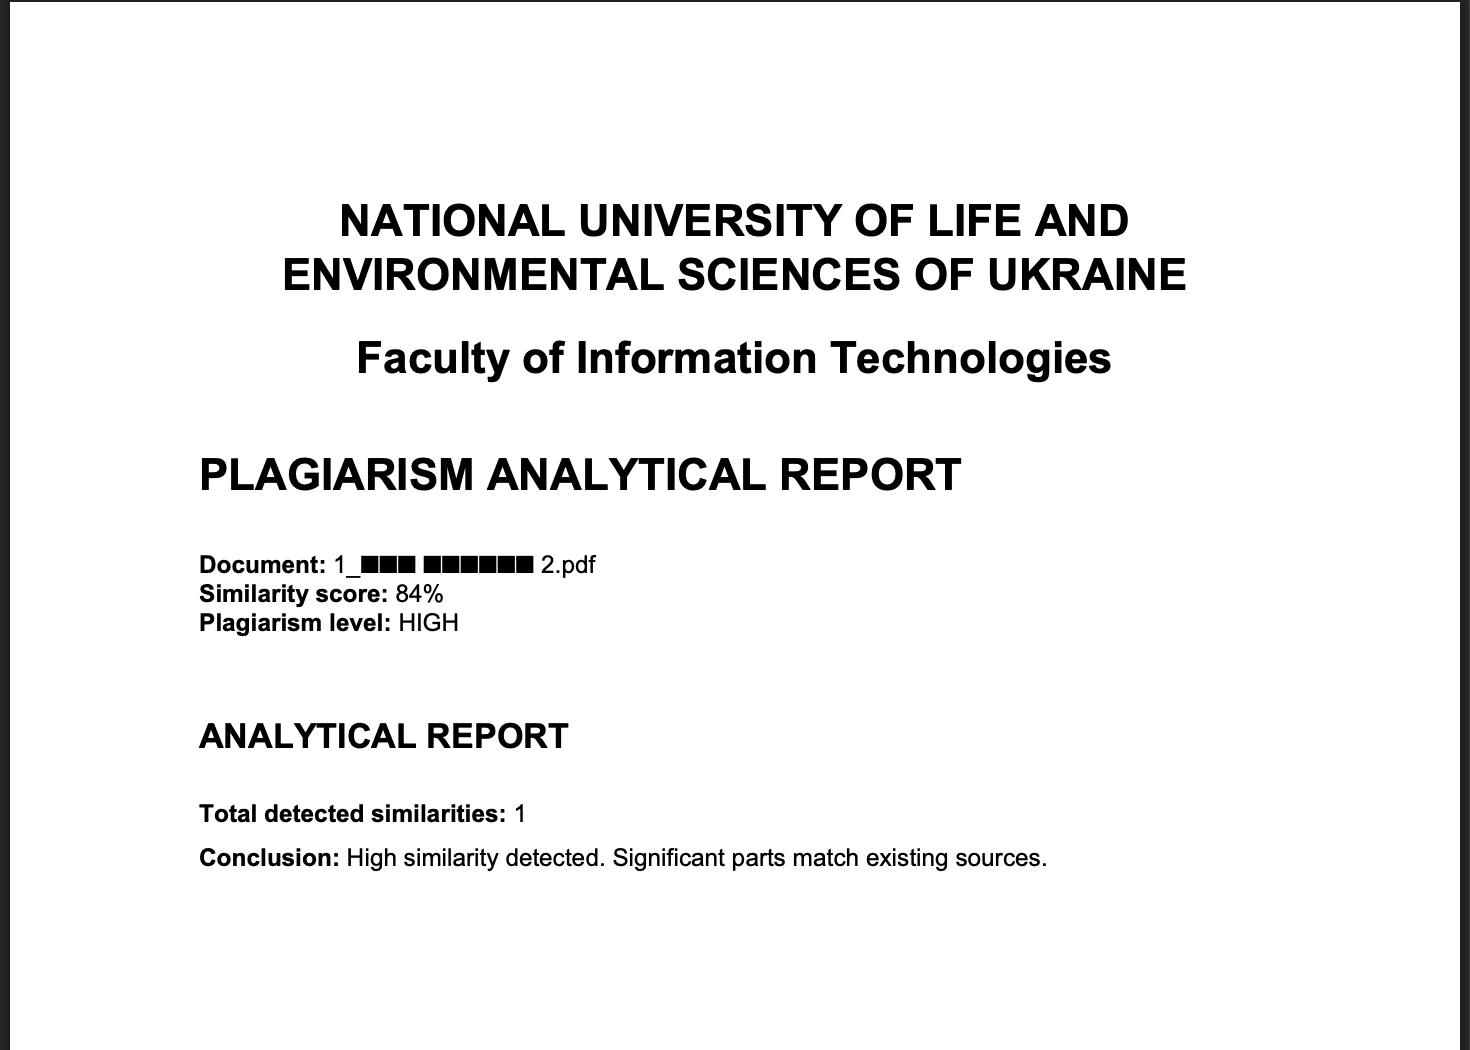 NATIONAL UNIVERSITY OF LIFE AND
ENVIRONMENTAL SCIENCES OF UKRAINE
Faculty of Information Technologies
PLAGIARISM ANALYTICAL REPORT
Document: 1_■■■ ■■■■■■ 2.pdf
Similarity score: 84%
Plagiarism level: HIGH
ANALYTICAL REPORT
Total detected similarities: 1
Conclusion: High similarity detected. Significant parts match existing sources.